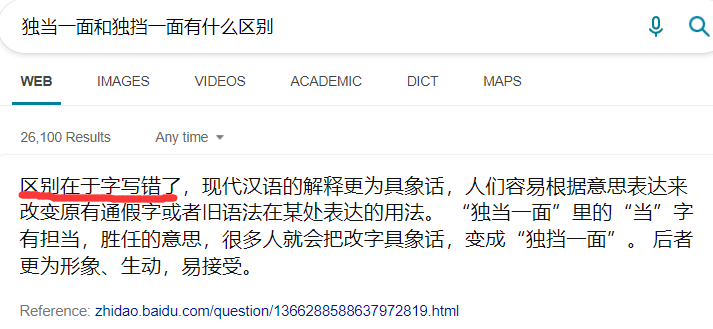 独当一面和独挡一面有什么区别
WEB IMAGES VIDEOS ACADEMIC DICT MAPS
26,100 Results Any time
区别在于字写错了，现代汉语的解释更为具象话，人们容易根据意思表达来
改变原有通假字或者旧语法在某处表达的用法。 “独当一面”里的“当”字
有担当，胜任的意思，很多人就会把改字具象话，变成“独挡一面”。 后者
更为形象、生动，易接受。
Reference: zhidao.baidu.com/question/1366288588637972819.html